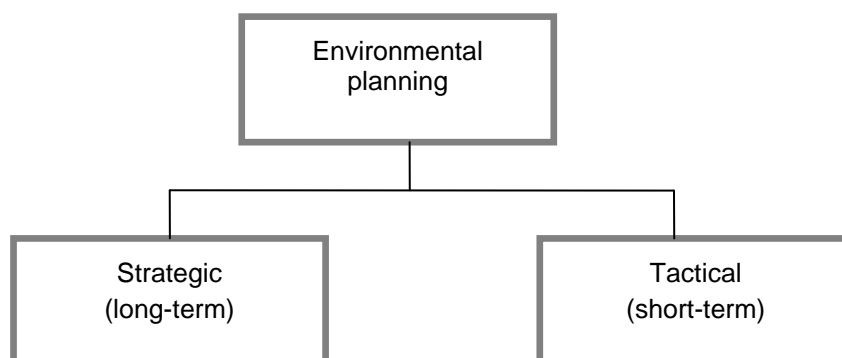 Environmental
planning
Strategic
(long-term)
Tactical
(short-term)